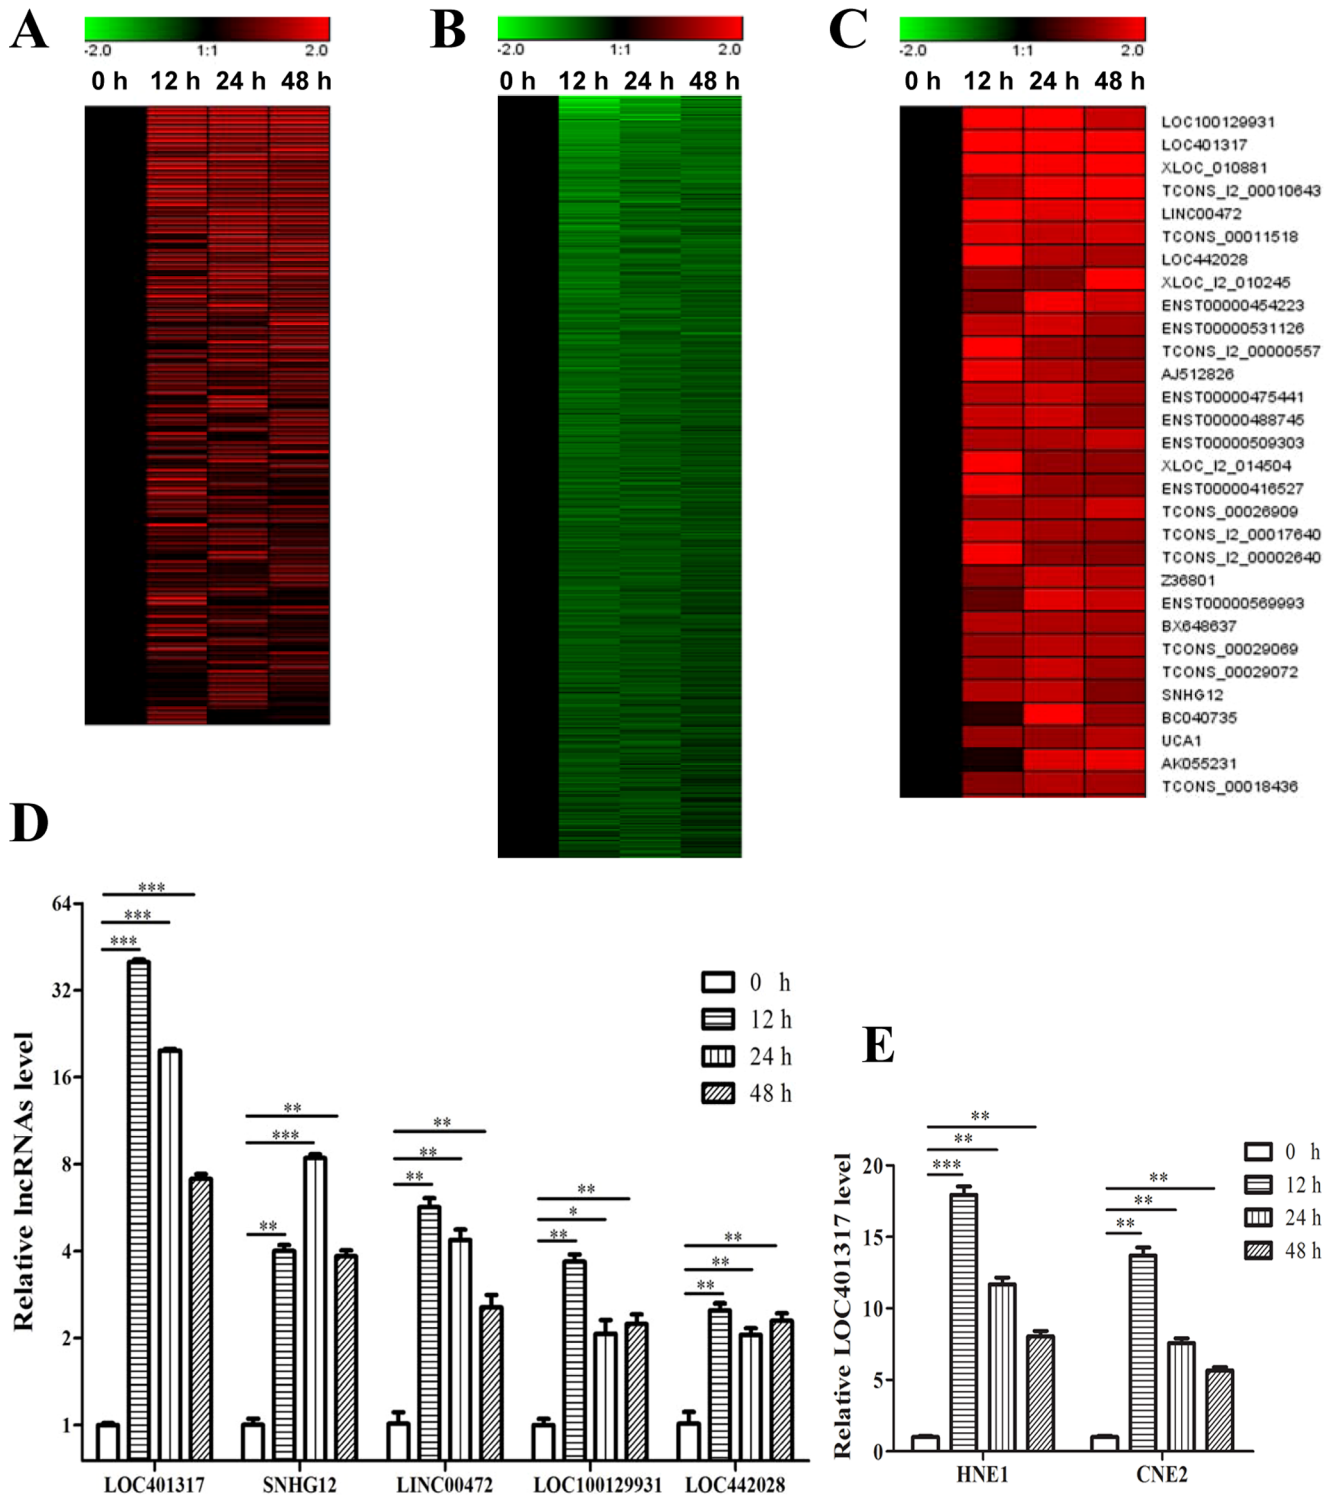 A
-2.0 1:1 2.0
0 h 12 h 24 h 48 h
B
-2.0 1:1 2.0
0 h 12 h 24 h 48 h
C
-2.0 1:1 2.0
0 h 12 h 24 h 48 h
LOC100129931
LOC401317
XLOC_010881
TCONS_l2_00010643
LINC00472
TCONS_00011518
LOC442028
XLOC_l2_010245
ENST00000454223
ENST00000531126
TCONS_l2_00000557
AJ512826
ENST00000475441
ENST00000488745
ENST00000509303
XLOC_l2_014504
ENST00000416527
TCONS_00026909
TCONS_l2_00017640
TCONS_l2_00002640
Z36801
ENST00000569993
BX648637
TCONS_00029069
TCONS_00029072
SNHG12
BC040735
UCA1
AK055231
TCONS_00018436
D
Relative lncRNAs level
64
32
16
8
4
2
1
*** 
***
***
**
***
**
**
**
**
**
*
**
**
**
**
0 h
12 h
24 h
48 h
LOC401317 SNHG12 LINC00472 LOC100129931 LOC442028
E
Relative LOC401317 level
20
15
10
5
0
**
**
***
**
**
**
0 h
12 h
24 h
48 h
HNE1 CNE2